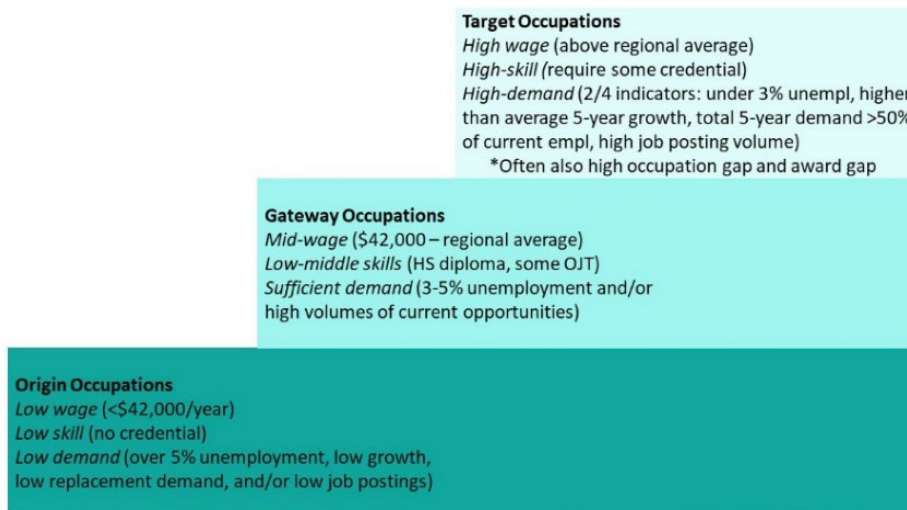 Target Occupations
High wage (above regional average)
High-skill (require some credential)
High-demand (2/4 indicators: under 3% unempl, higher
than average 5-year growth, total 5-year demand >50%
of current empl, high job posting volume)
*Often also high occupation gap and award gap
Gateway Occupations
Mid-wage ($42,000 – regional average)
Low-middle skills (HS diploma, some OJT)
Sufficient demand (3-5% unemployment and/or
high volumes of current opportunities)
Origin Occupations
Low wage (<$42,000/year)
Low skill (no credential)
Low demand (over 5% unemployment, low growth,
low replacement demand, and/or low job postings)